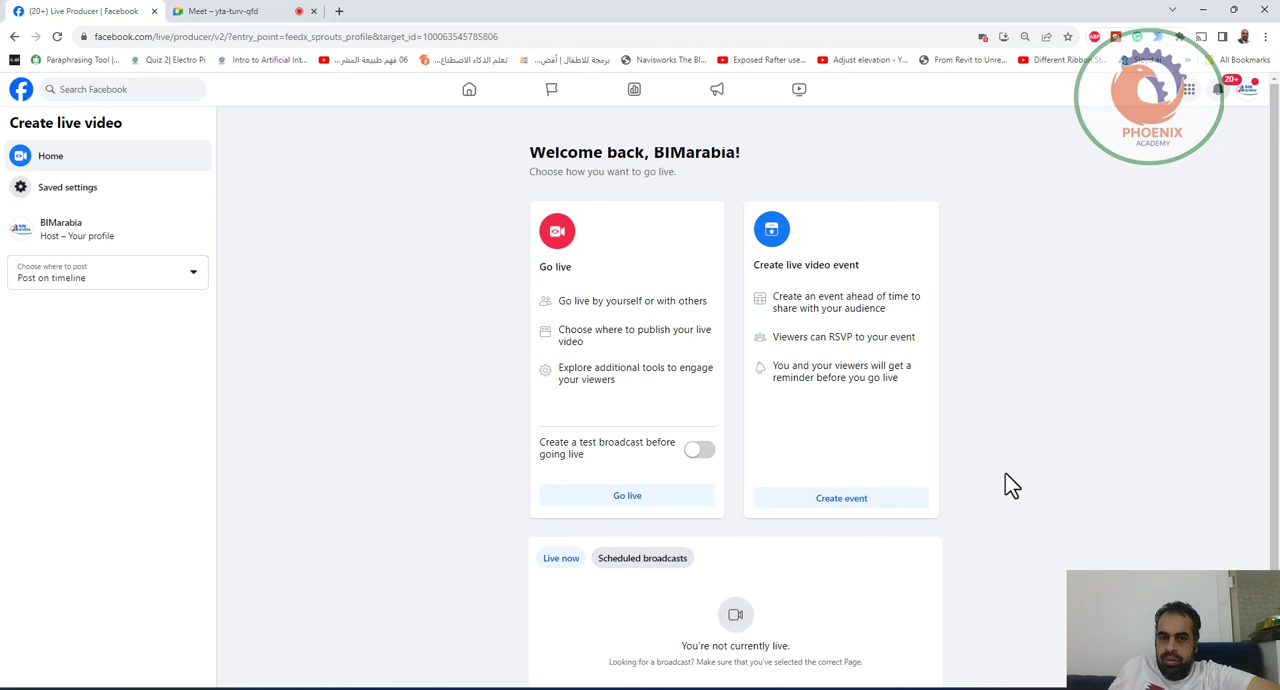 (20+) Live Producer | Facebook
Meet – yta-turv-qfd
facebook.com/live/producer/v2/?entry_point=feedx_sprouts_profile&target_id=100063545785806
Paraphrasing Tool |...
Quiz 2| Electro Pi
Intro to Artificial Int...
06 فهم طبيعة المشر...
تعلم الذكاء الاصطناع...
برمجة للاطفال | أفض...
Navisworks The Bl...
Exposed Rafter use...
Adjust elevation - Y...
From Revit to Unre...
Different Ribbon St...
Sloyd ai
»
All Bookmarks
Search Facebook
20+
PHOENIX
ACADEMY
Create live video
Home
Saved settings
BIMarabia
Host – Your profile
Choose where to post
Post on timeline
Welcome back, BIMarabia!
Choose how you want to go live.
Go live
Go live by yourself or with others
Choose where to publish your live
video
Explore additional tools to engage
your viewers
Create a test broadcast before
going live
Go live
Create live video event
Create an event ahead of time to
share with your audience
Viewers can RSVP to your event
You and your viewers will get a
reminder before you go live
Create event
Live now
Scheduled broadcasts
You're not currently live.
Looking for a broadcast? Make sure that you've selected the correct Page.